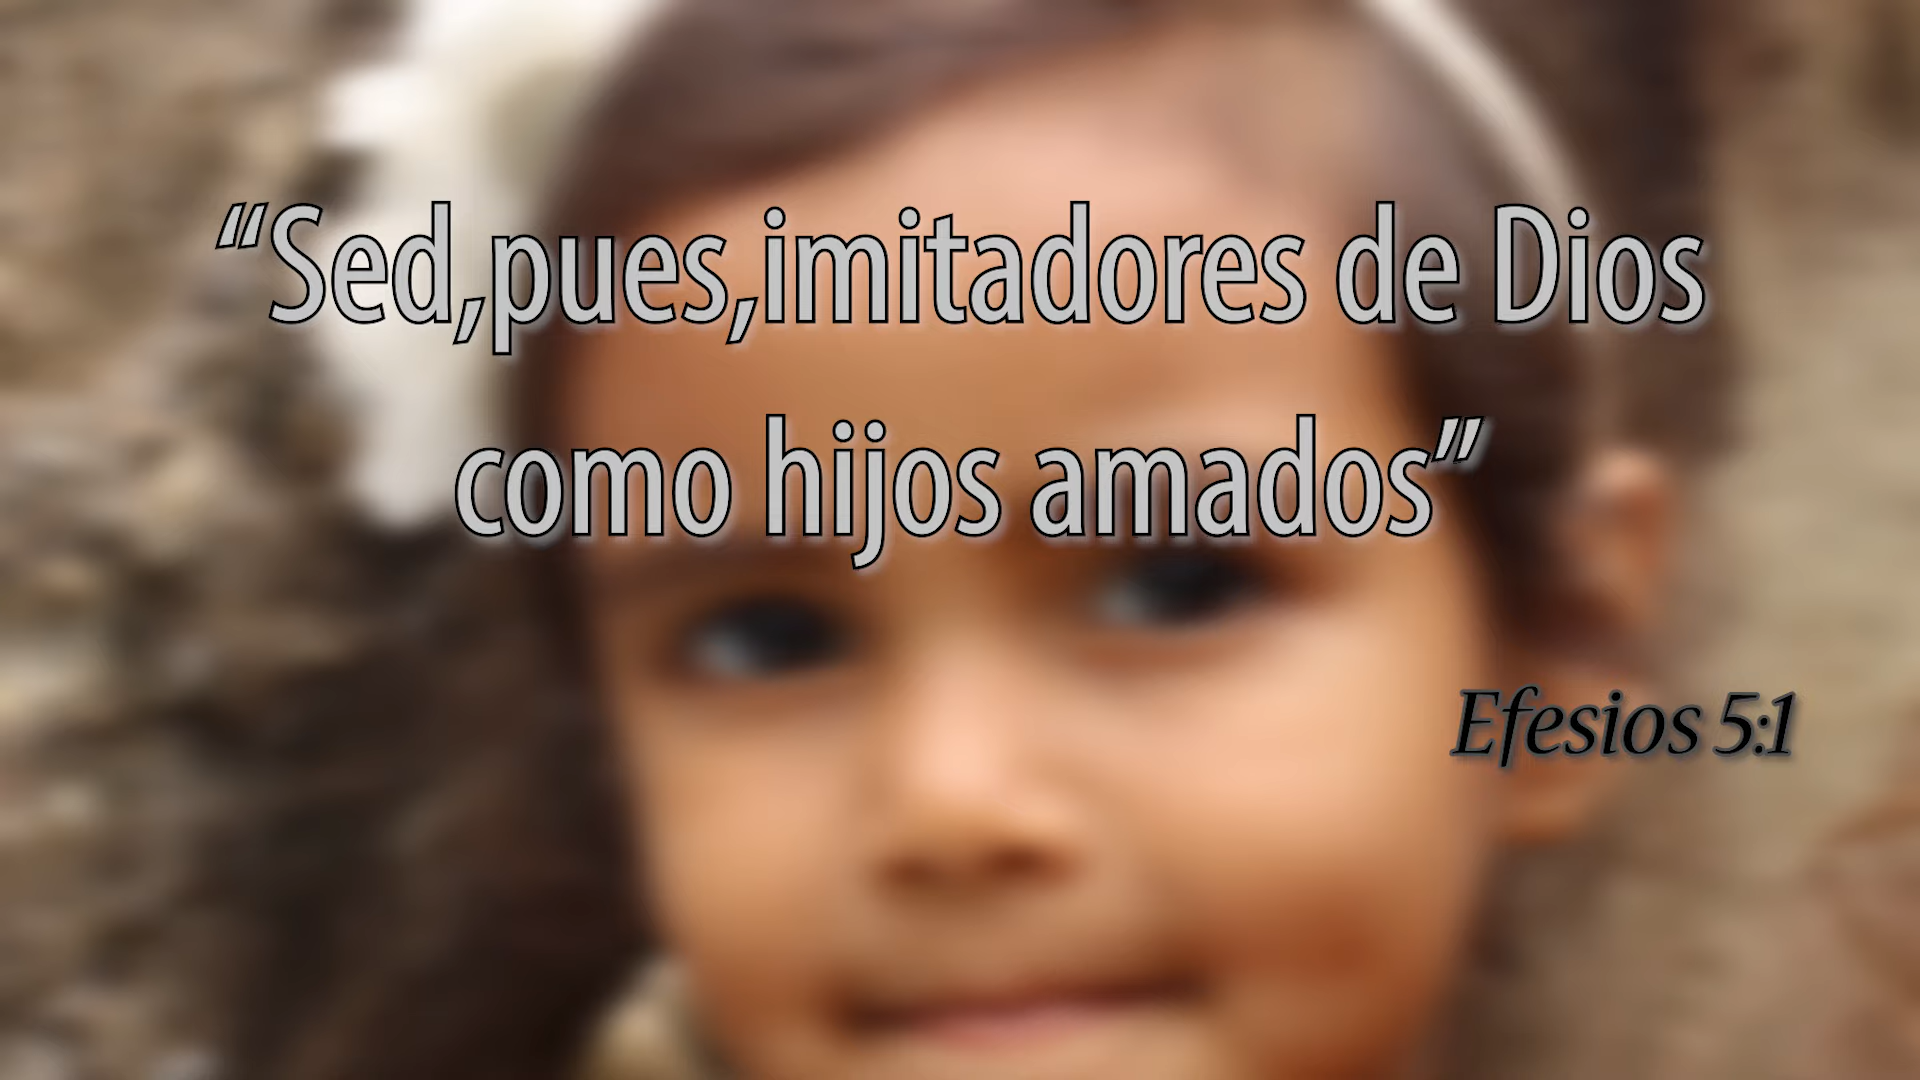 “Sed,pues,imitadores de Dios
como hijos amados”
Efesios 5:1